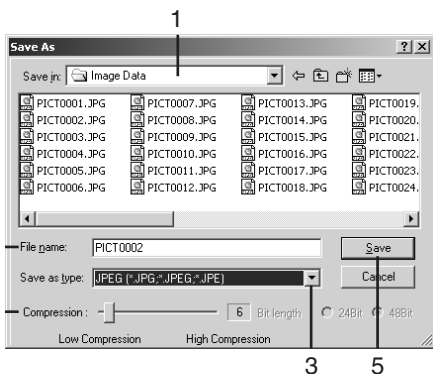 1
Save As
Save in: Image Data
PICT0001.JPG PICT0007.JPG PICT0013.JPG PICT0019.
PICT0002.JPG PICT0008.JPG PICT0014.JPG PICT0020.
PICT0003.JPG PICT0009.JPG PICT0015.JPG PICT0021.
PICT0004.JPG PICT0010.JPG PICT0016.JPG PICT0022.
PICT0005.JPG PICT0011.JPG PICT0017.JPG PICT0023.
PICT0006.JPG PICT0012.JPG PICT0018.JPG PICT0024.
File name: PICT0002 Save
Save as type: JPEG (*.JPG;*.JPEG;*.JPE) Cancel
Compression : 6 Bit length 24Bit 48Bit
Low Compression High Compression
3 5